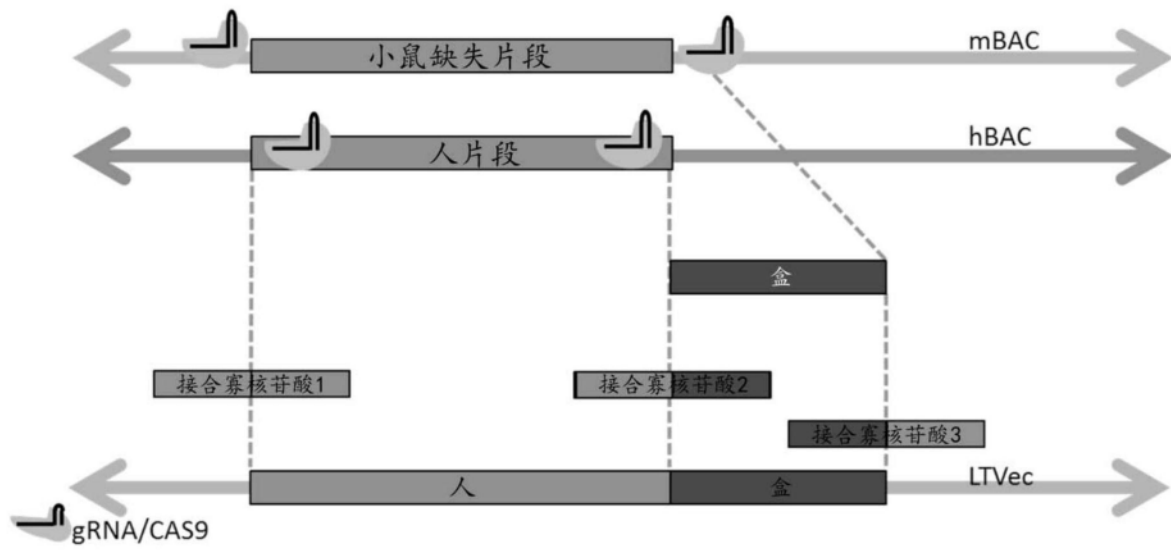 小鼠缺失片段
mBAC
人片段
hBAC
盒
接合寡核苷酸1
接合寡核苷酸2
接合寡核苷酸3
人
盒
LTVec
gRNA/CAS9